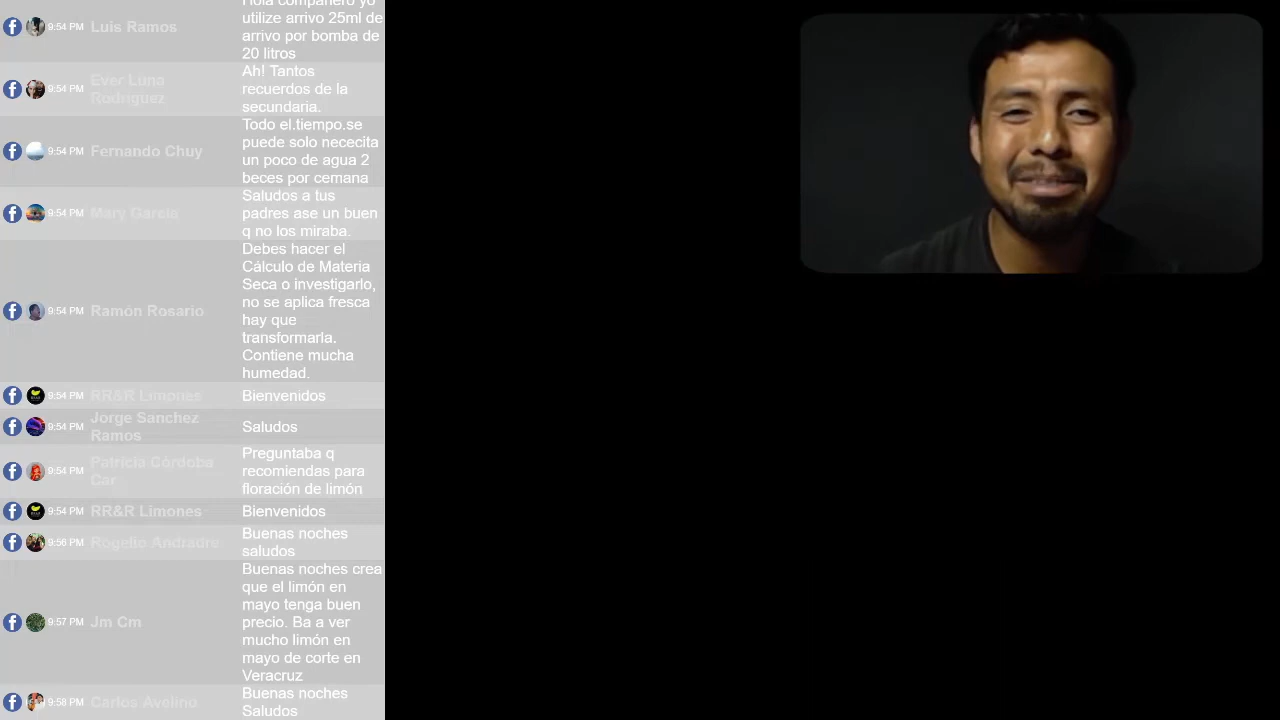 Hola compañero yo
9:54 PM Luis Ramos utilize arrivo 25ml de
arrivo por bomba de
20 litros
9:54 PM Ever Luna Rodriguez
Ah! Tantos
recuerdos de la
secundaria.
9:54 PM Fernando Chuy
Todo el.tiempo.se
puede solo nececita
un poco de agua 2
beces por cemana
9:54 PM Mary Garcia
Saludos a tus
padres ase un buen
q no los miraba.
9:54 PM Ramón Rosario
Debes hacer el
Cálculo de Materia
Seca o investigarlo,
no se aplica fresca
hay que
transformarla.
Contiene mucha
humedad.
9:54 PM RR&R Limones
Bienvenidos
9:54 PM Jorge Sanchez
Ramos
Saludos
9:54 PM Patricia Córdoba
Car
Preguntaba q
recomiendas para
floración de limón
9:54 PM RR&R Limones
Bienvenidos
9:56 PM Rogelio Andradre
Buenas noches
saludos
9:57 PM Jm Cm
Buenas noches crea
que el limón en
mayo tenga buen
precio. Ba a ver
mucho limón en
mayo de corte en
Veracruz
9:58 PM Carlos Avelino
Buenas noches
Saludos